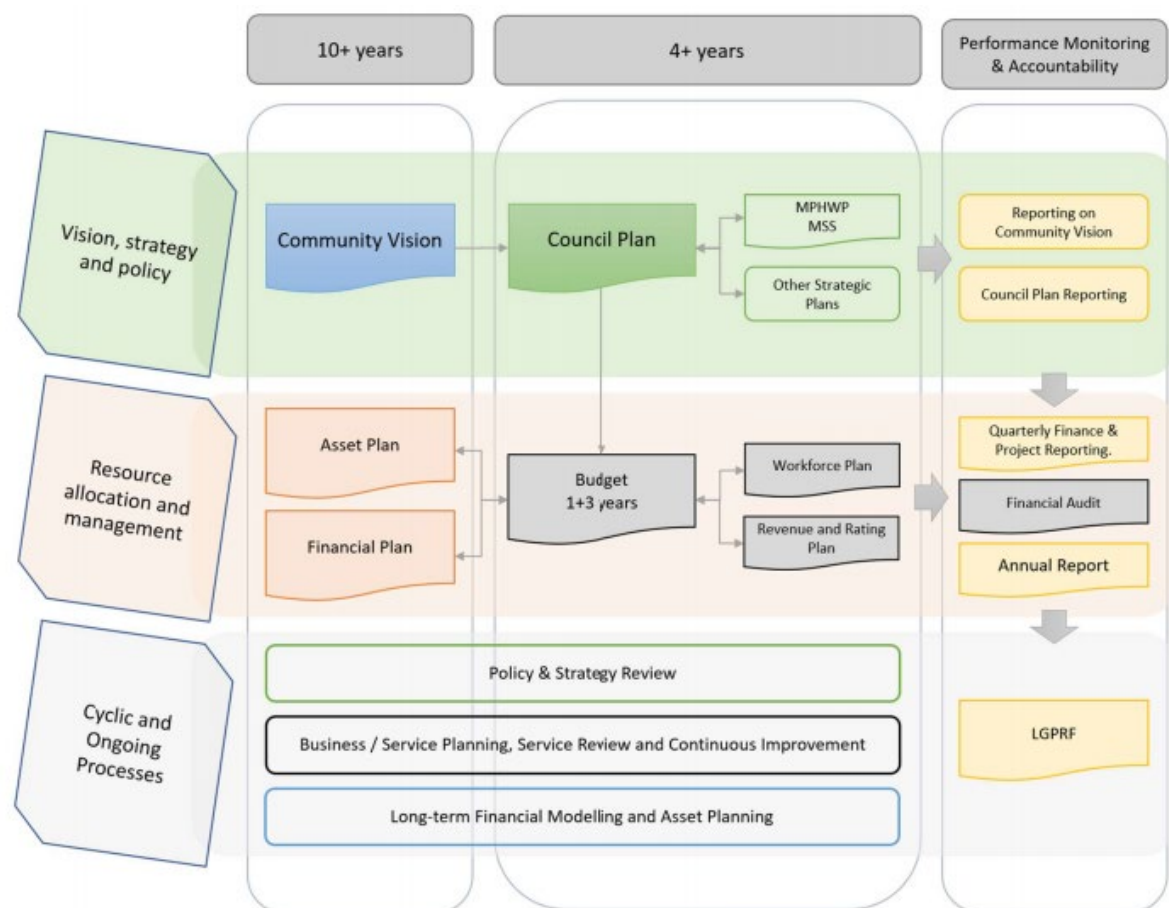 10+ years
4+ years
Performance Monitoring
& Accountability
Vision, strategy
and policy
Community Vision
Council Plan
MPHWP
MSS
Other Strategic
Plans
Reporting on
Community Vision
Council Plan Reporting
Resource
allocation and
management
Asset Plan
Financial Plan
Budget
1+3 years
Workforce Plan
Revenue and Rating
Plan
Quarterly Finance &
Project Reporting.
Financial Audit
Annual Report
Cyclic and
Ongoing
Processes
Policy & Strategy Review
Business / Service Planning, Service Review and Continuous Improvement
Long-term Financial Modelling and Asset Planning
LGPRF